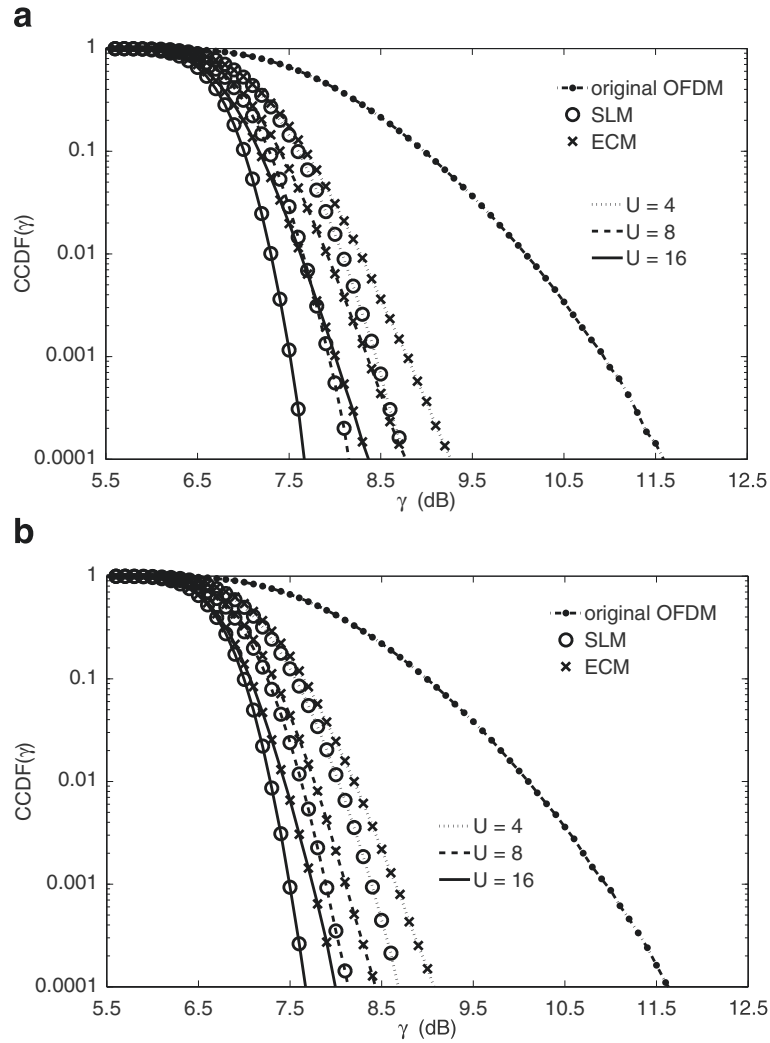 a
1
0.1
0.01
0.001
0.0001
CCDF(γ)
original OFDM
SLM
ECM
U = 4
U = 8
U = 16
5.5 6.5 7.5 8.5 9.5 10.5 11.5 12.5
γ (dB)
b
1
0.1
0.01
0.001
0.0001
CCDF(γ)
original OFDM
SLM
ECM
U = 4
U = 8
U = 16
5.5 6.5 7.5 8.5 9.5 10.5 11.5 12.5
γ (dB)